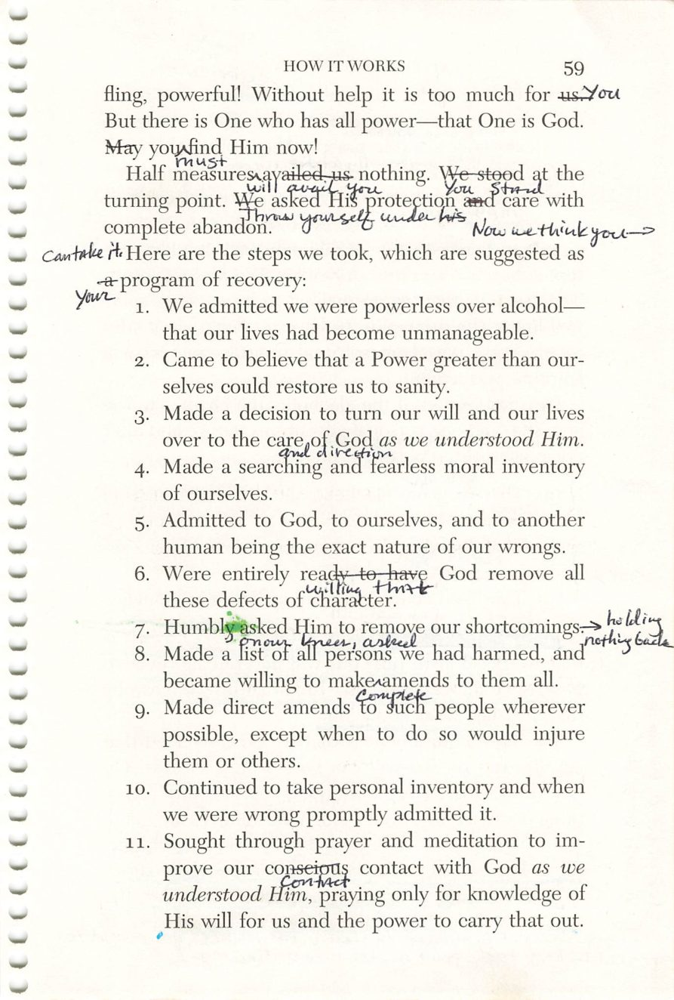 HOW IT WORKS 59
fling, powerful! Without help it is too much for us. You
But there is One who has all power—that One is God.
May you find Him now!
must
Half measures availed us nothing. We stood at the
will avail you You stand
turning point. We asked His protection and care with
Throw yourself under his
complete abandon. Now we think you →
can take it. Here are the steps we took, which are suggested as
a program of recovery:
Your
1. We admitted we were powerless over alcohol—
that our lives had become unmanageable.
2. Came to believe that a Power greater than our-
selves could restore us to sanity.
3. Made a decision to turn our will and our lives
over to the care of God as we understood Him.
and direction
4. Made a searching and fearless moral inventory
of ourselves.
5. Admitted to God, to ourselves, and to another
human being the exact nature of our wrongs.
6. Were entirely ready to have God remove all
willing that
these defects of character.
7. Humbly asked Him to remove our shortcomings. → holding
, on our knees, asked nothing back
8. Made a list of all persons we had harmed, and
became willing to make amends to them all.
complete
9. Made direct amends to such people wherever
possible, except when to do so would injure
them or others.
10. Continued to take personal inventory and when
we were wrong promptly admitted it.
11. Sought through prayer and meditation to im-
prove our conscious contact with God as we
contact
understood Him, praying only for knowledge of
His will for us and the power to carry that out.